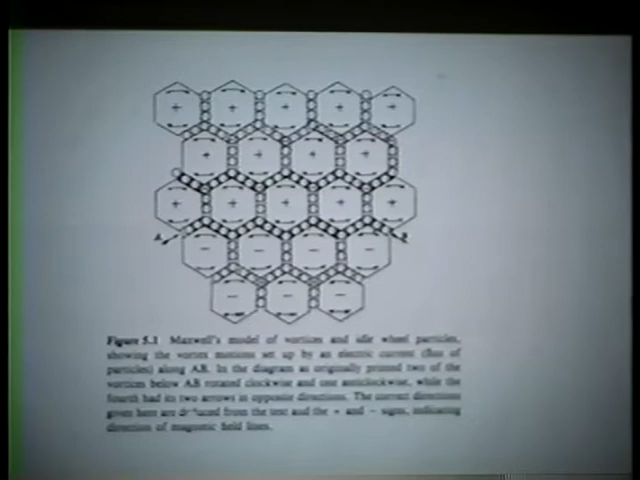 + + + + +
+ + + +
+ + + + +
A B
− − − −
− − −
Figure 5.1 Maxwell's model of vortices and idle wheel particles,
showing the vortex motions set up by an electric current (flux of
particles) along AB. In the diagram as originally printed two of the
vortices below AB rotated clockwise and one anticlockwise, while the
fourth had its two arrows in opposite directions. The correct directions
given here are deduced from the text and the + and − signs, indicating
direction of magnetic field lines.